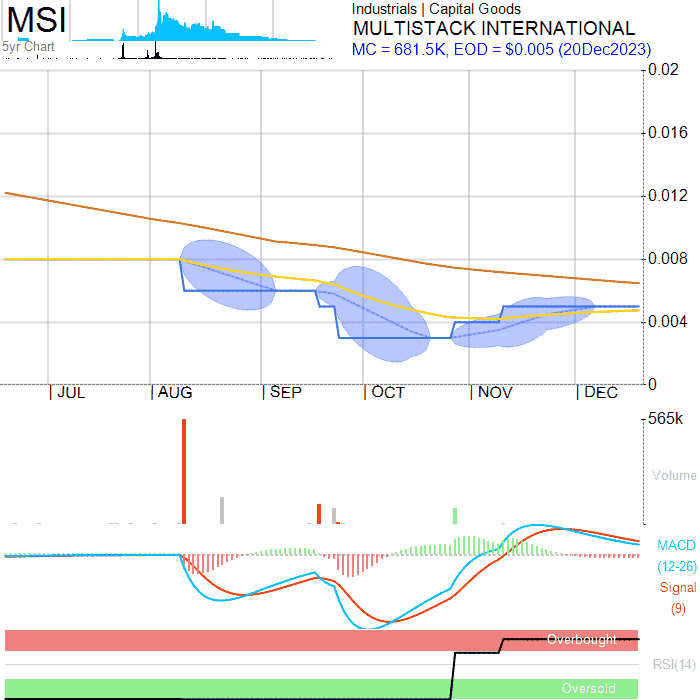 MSI
5yr Chart
Industrials | Capital Goods
MULTISTACK INTERNATIONAL
MC = 681.5K, EOD = $0.005 (20Dec2023)
0.02
0.016
0.012
0.008
0.004
0
| JUL | AUG | SEP | OCT | NOV | DEC
565k
Volume
MACD
(12-26)
Signal
(9)
Overbought
RSI(14)
Oversold